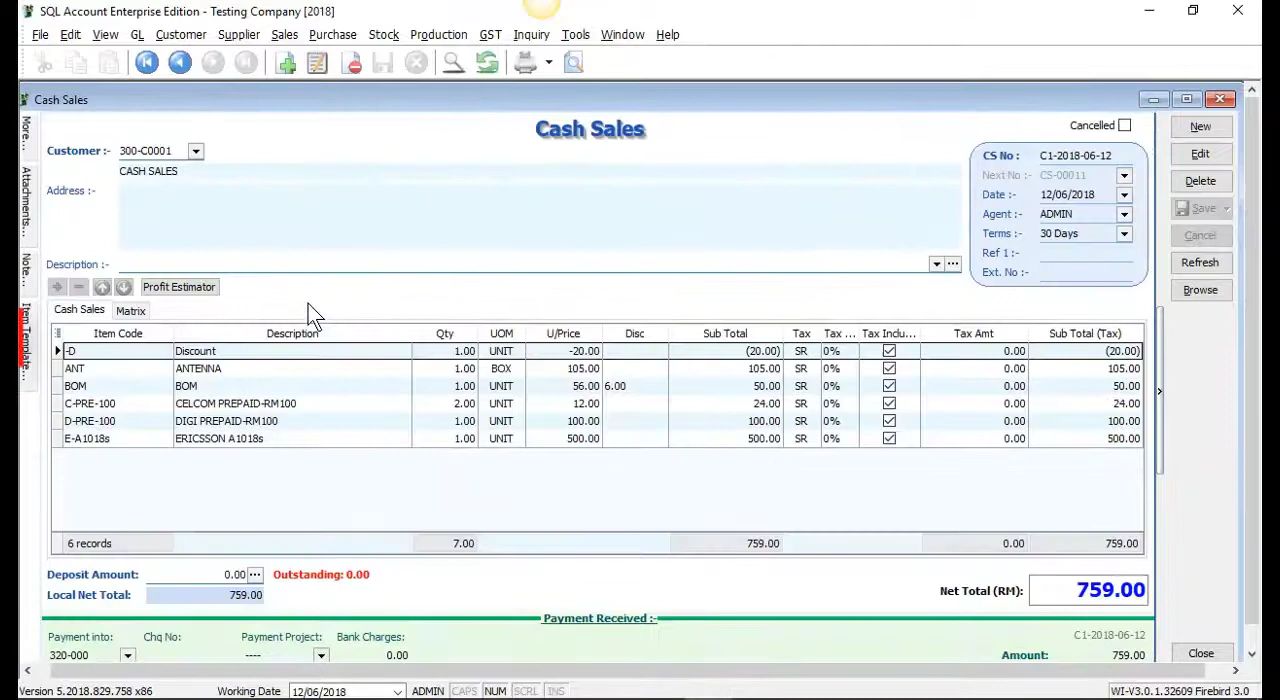 SQL Account Enterprise Edition - Testing Company [2018]
File Edit View GL Customer Supplier Sales Purchase Stock Production GST Inquiry Tools Window Help
Cash Sales
More...
Attachments...
Note...
Item Template...
Cash Sales
Cancelled
Customer :- 300-C0001
CASH SALES
Address :-
Description :-
CS No : C1-2018-06-12
Next No :- CS-00011
Date :- 12/06/2018
Agent :- ADMIN
Terms :- 30 Days
Ref 1 :-
Ext. No :-
New
Edit
Delete
Save
Cancel
Refresh
Browse
Profit Estimator
Cash Sales Matrix
Item Code Description Qty UOM U/Price Disc Sub Total Tax Tax ... Tax Inclu... Tax Amt Sub Total (Tax)
-D Discount 1.00 UNIT -20.00 (20.00) SR 0% 0.00 (20.00)
ANT ANTENNA 1.00 BOX 105.00 105.00 SR 0% 0.00 105.00
BOM BOM 1.00 UNIT 56.00 6.00 50.00 SR 0% 0.00 50.00
C-PRE-100 CELCOM PREPAID-RM100 2.00 UNIT 12.00 24.00 SR 0% 0.00 24.00
D-PRE-100 DIGI PREPAID-RM100 1.00 UNIT 100.00 100.00 SR 0% 0.00 100.00
E-A1018s ERICSSON A1018s 1.00 UNIT 500.00 500.00 SR 0% 0.00 500.00
6 records 7.00 759.00 0.00 759.00
Deposit Amount: 0.00 Outstanding: 0.00
Local Net Total: 759.00
Net Total (RM): 759.00
Payment Received :-
Payment into: Chq No: Payment Project: Bank Charges: C1-2018-06-12
320-000 ---- 0.00 Amount: 759.00
Close
Version 5.2018.829.758 x86 Working Date 12/06/2018 ADMIN CAPS NUM SCRL INS WI-V3.0.1.32609 Firebird 3.0